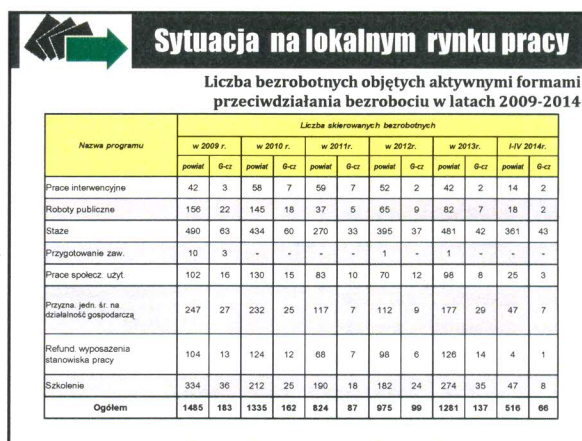 Sytuacja na lokalnym rynku pracy
Liczba bezrobotnych objętych aktywnymi formami
przeciwdziałania bezrobociu w latach 2009-2014
Nazwa programu
Liczba skierowanych bezrobotnych
w 2009 r. w 2010 r. w 2011r. w 2012r. w 2013r. I-IV 2014r.
powiat G-cz powiat G-cz powiat G-cz powiat G-cz powiat G-cz powiat G-cz
Prace interwencyjne 42 3 58 7 59 7 52 2 42 2 14 2
Roboty publiczne 156 22 145 18 37 5 65 9 82 7 18 2
Staże 490 63 434 60 270 33 395 37 481 42 361 43
Przygotowanie zaw. 10 3 - - - - 1 - 1 - - -
Prace społecz. użyt. 102 16 130 15 83 10 70 12 98 8 25 3
Przyzna. jedn. śr. na
działalność gospodarczą 247 27 232 25 117 7 112 9 177 29 47 7
Refund. wyposażenia
stanowiska pracy 104 13 124 12 68 7 98 6 126 14 4 1
Szkolenie 334 36 212 25 190 18 182 24 274 35 47 8
Ogółem 1485 183 1335 162 824 87 975 99 1281 137 516 66